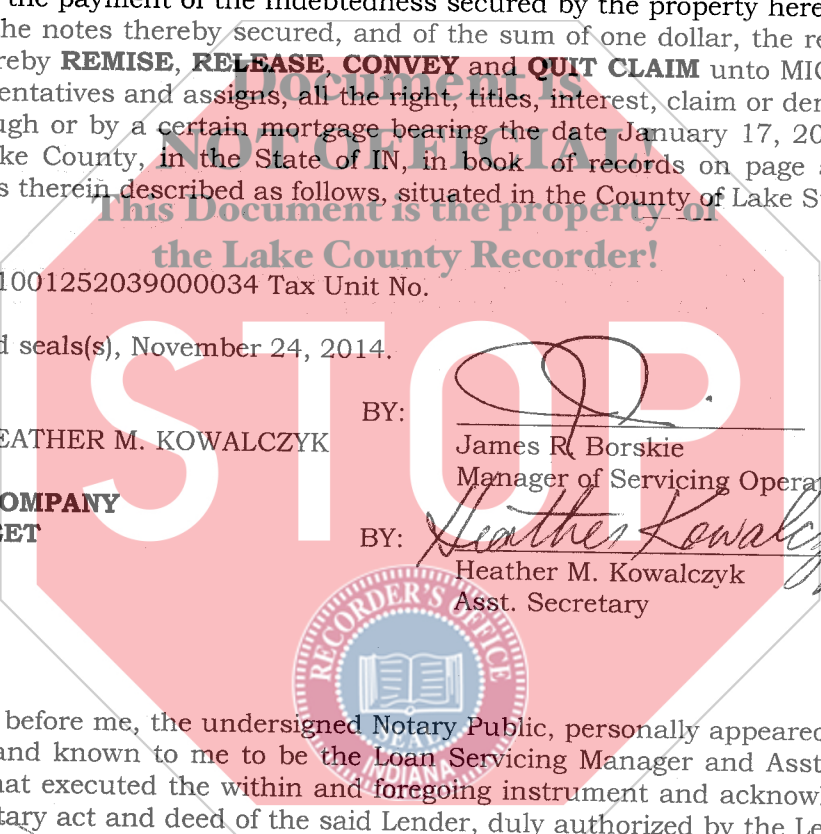 the payment of the indebtedness secured by the property here
he notes thereby secured, and of the sum of one dollar, the re
reby REMISE, RELEASE, CONVEY and QUIT CLAIM unto MIC
Document is
entatives and assigns, all the right, titles, interest, claim or der
ugh or by a certain mortgage bearing the date January 17, 20
NOT OFFICIAL!
ke County, in the State of IN, in book of records on page a
s therein described as follows, situated in the County of Lake S
This Document is the property of
the Lake County Recorder!
1001252039000034 Tax Unit No.
d seals(s), November 24, 2014.
STOP
BY:
EATHER M. KOWALCZYK
James R. Borskie
Manager of Servicing Opera
OMPANY
EET
BY:
Heather Kowalczy
Heather M. Kowalczyk
Asst. Secretary
RECORDER'S OFFICE
SEAL
INDIANA
before me, the undersigned Notary Public, personally appeared
and known to me to be the Loan Servicing Manager and Asst
hat executed the within and foregoing instrument and acknowl
tary act and deed of the said Lender, duly authorized by the Le